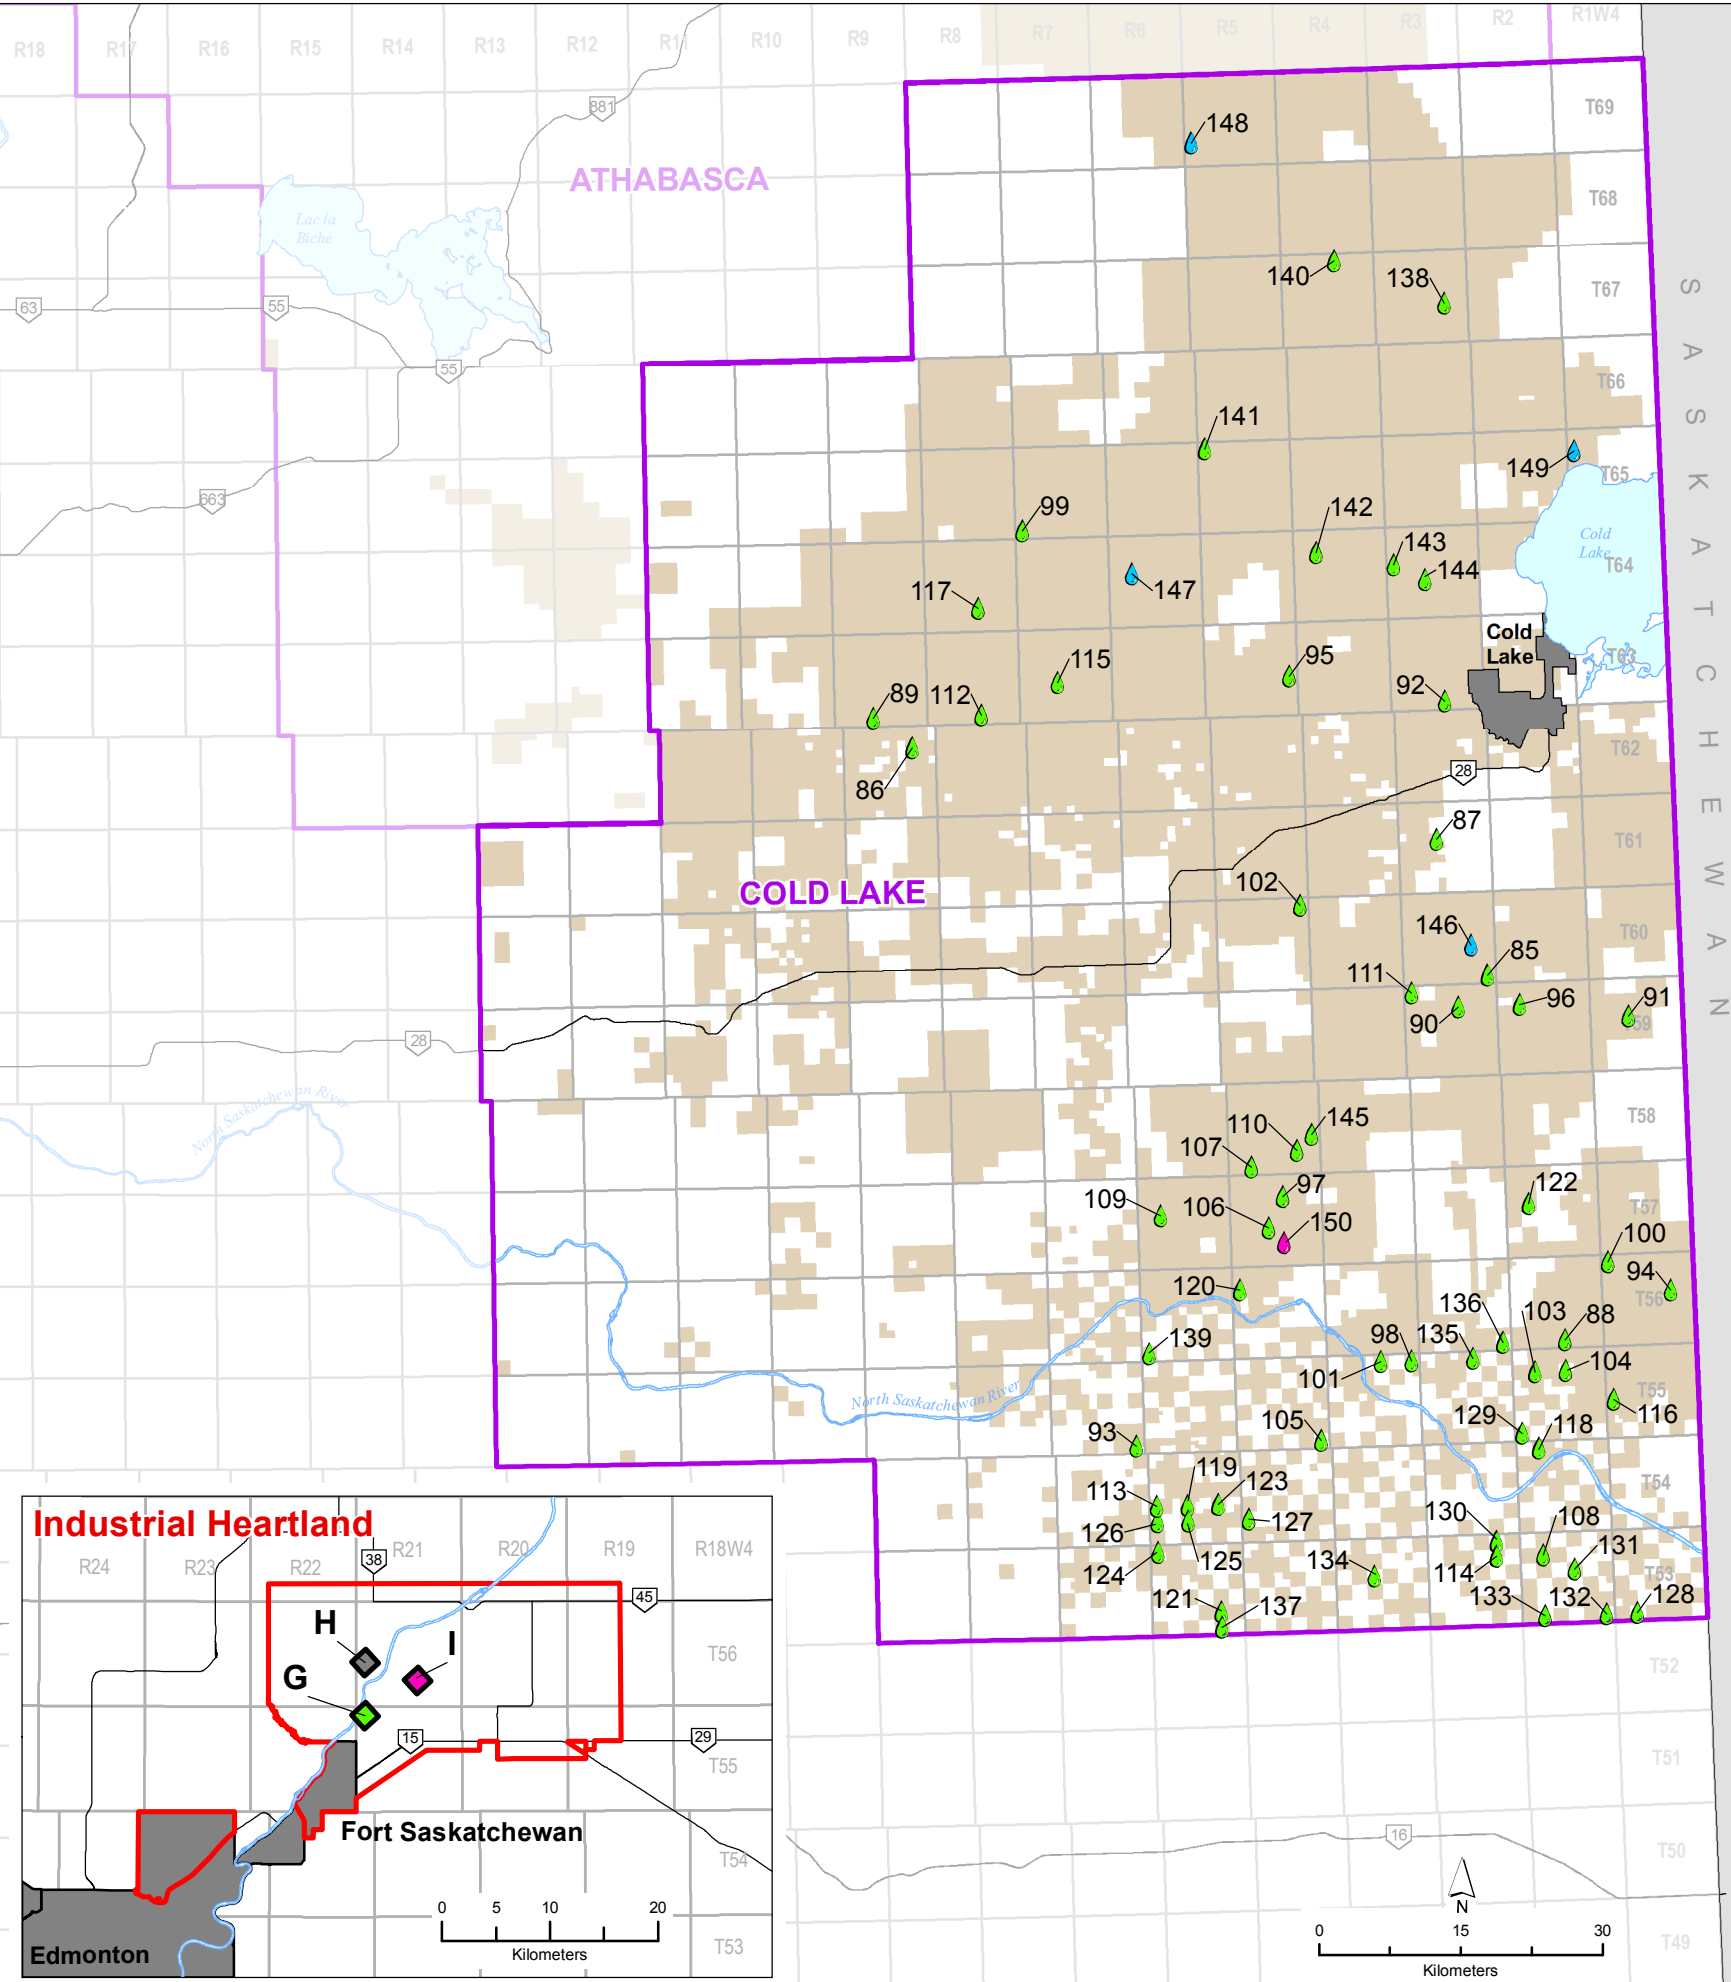 R18
R17
R16
R15
R14
R13
R12
R11
R10
R9
R8
R7
R6
R5
R4
R3
R2
R1W4
T69
T68
T67
T66
T65
T64
T63
T62
T61
T60
T59
T58
T57
T56
T55
T54
T53
T52
T51
T50
T49
881
ATHABASCA
Lac la
Biche
63
55
55
663
148
140
138
141
149
99
142
143
144
147
117
Cold
Lake
Cold
Lake
115
95
92
89
112
86
28
87
COLD LAKE
102
146
85
111
90
96
91
28
North Saskatchewan River
145
110
107
97
109
106
150
122
100
94
120
136
103
88
139
98
135
104
101
116
North Saskatchewan River
105
129
118
93
119
123
113
126
127
125
124
130
108
131
134
114
121
137
133
132
128
SASKATCHEWAN
16
N
0 15 30
Kilometers
Industrial Heartland
R24
R23
R22
R21
R20
R19
R18W4
38
45
H
I
G
T56
15
29
T55
Fort Saskatchewan
T54
0 5 10 20
Kilometers
Edmonton
T53